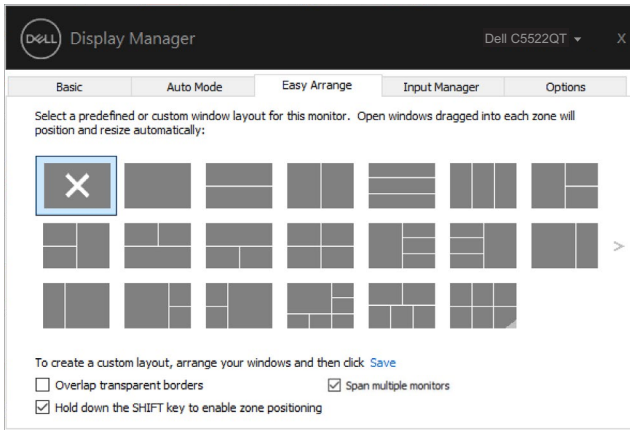 DELL Display Manager Dell C5522QT X
Basic Auto Mode Easy Arrange Input Manager Options
Select a predefined or custom window layout for this monitor. Open windows dragged into each zone will
position and resize automatically:
To create a custom layout, arrange your windows and then click Save
Overlap transparent borders Span multiple monitors
Hold down the SHIFT key to enable zone positioning